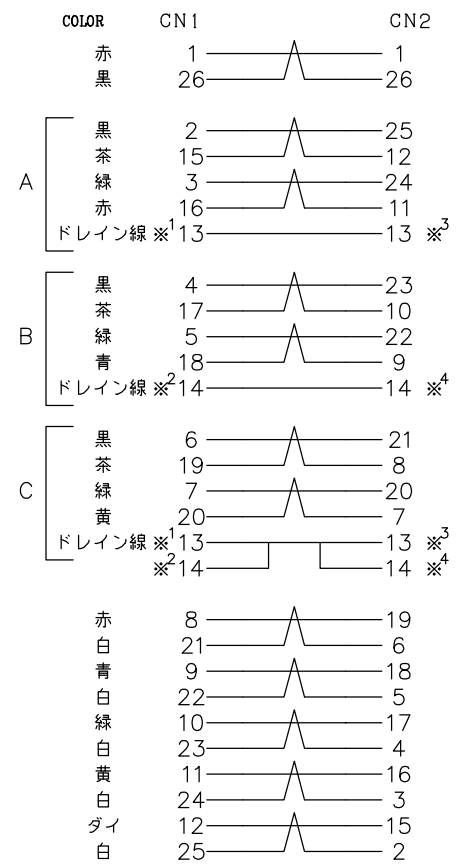 COLOR CN1 CN2
赤 1 1
黒 26 26
黒 2 25
茶 15 12
A 緑 3 24
赤 16 11
ドレイン線 ※1 13 13 ※3
黒 4 23
茶 17 10
B 緑 5 22
青 18 9
ドレイン線 ※2 14 14 ※4
黒 6 21
茶 19 8
C 緑 7 20
黄 20 7
ドレイン線 ※1 13 13 ※3
※2 14 14 ※4
赤 8 19
白 21 6
青 9 18
白 22 5
緑 10 17
白 23 4
黄 11 16
白 24 3
ダイ 12 15
白 25 2